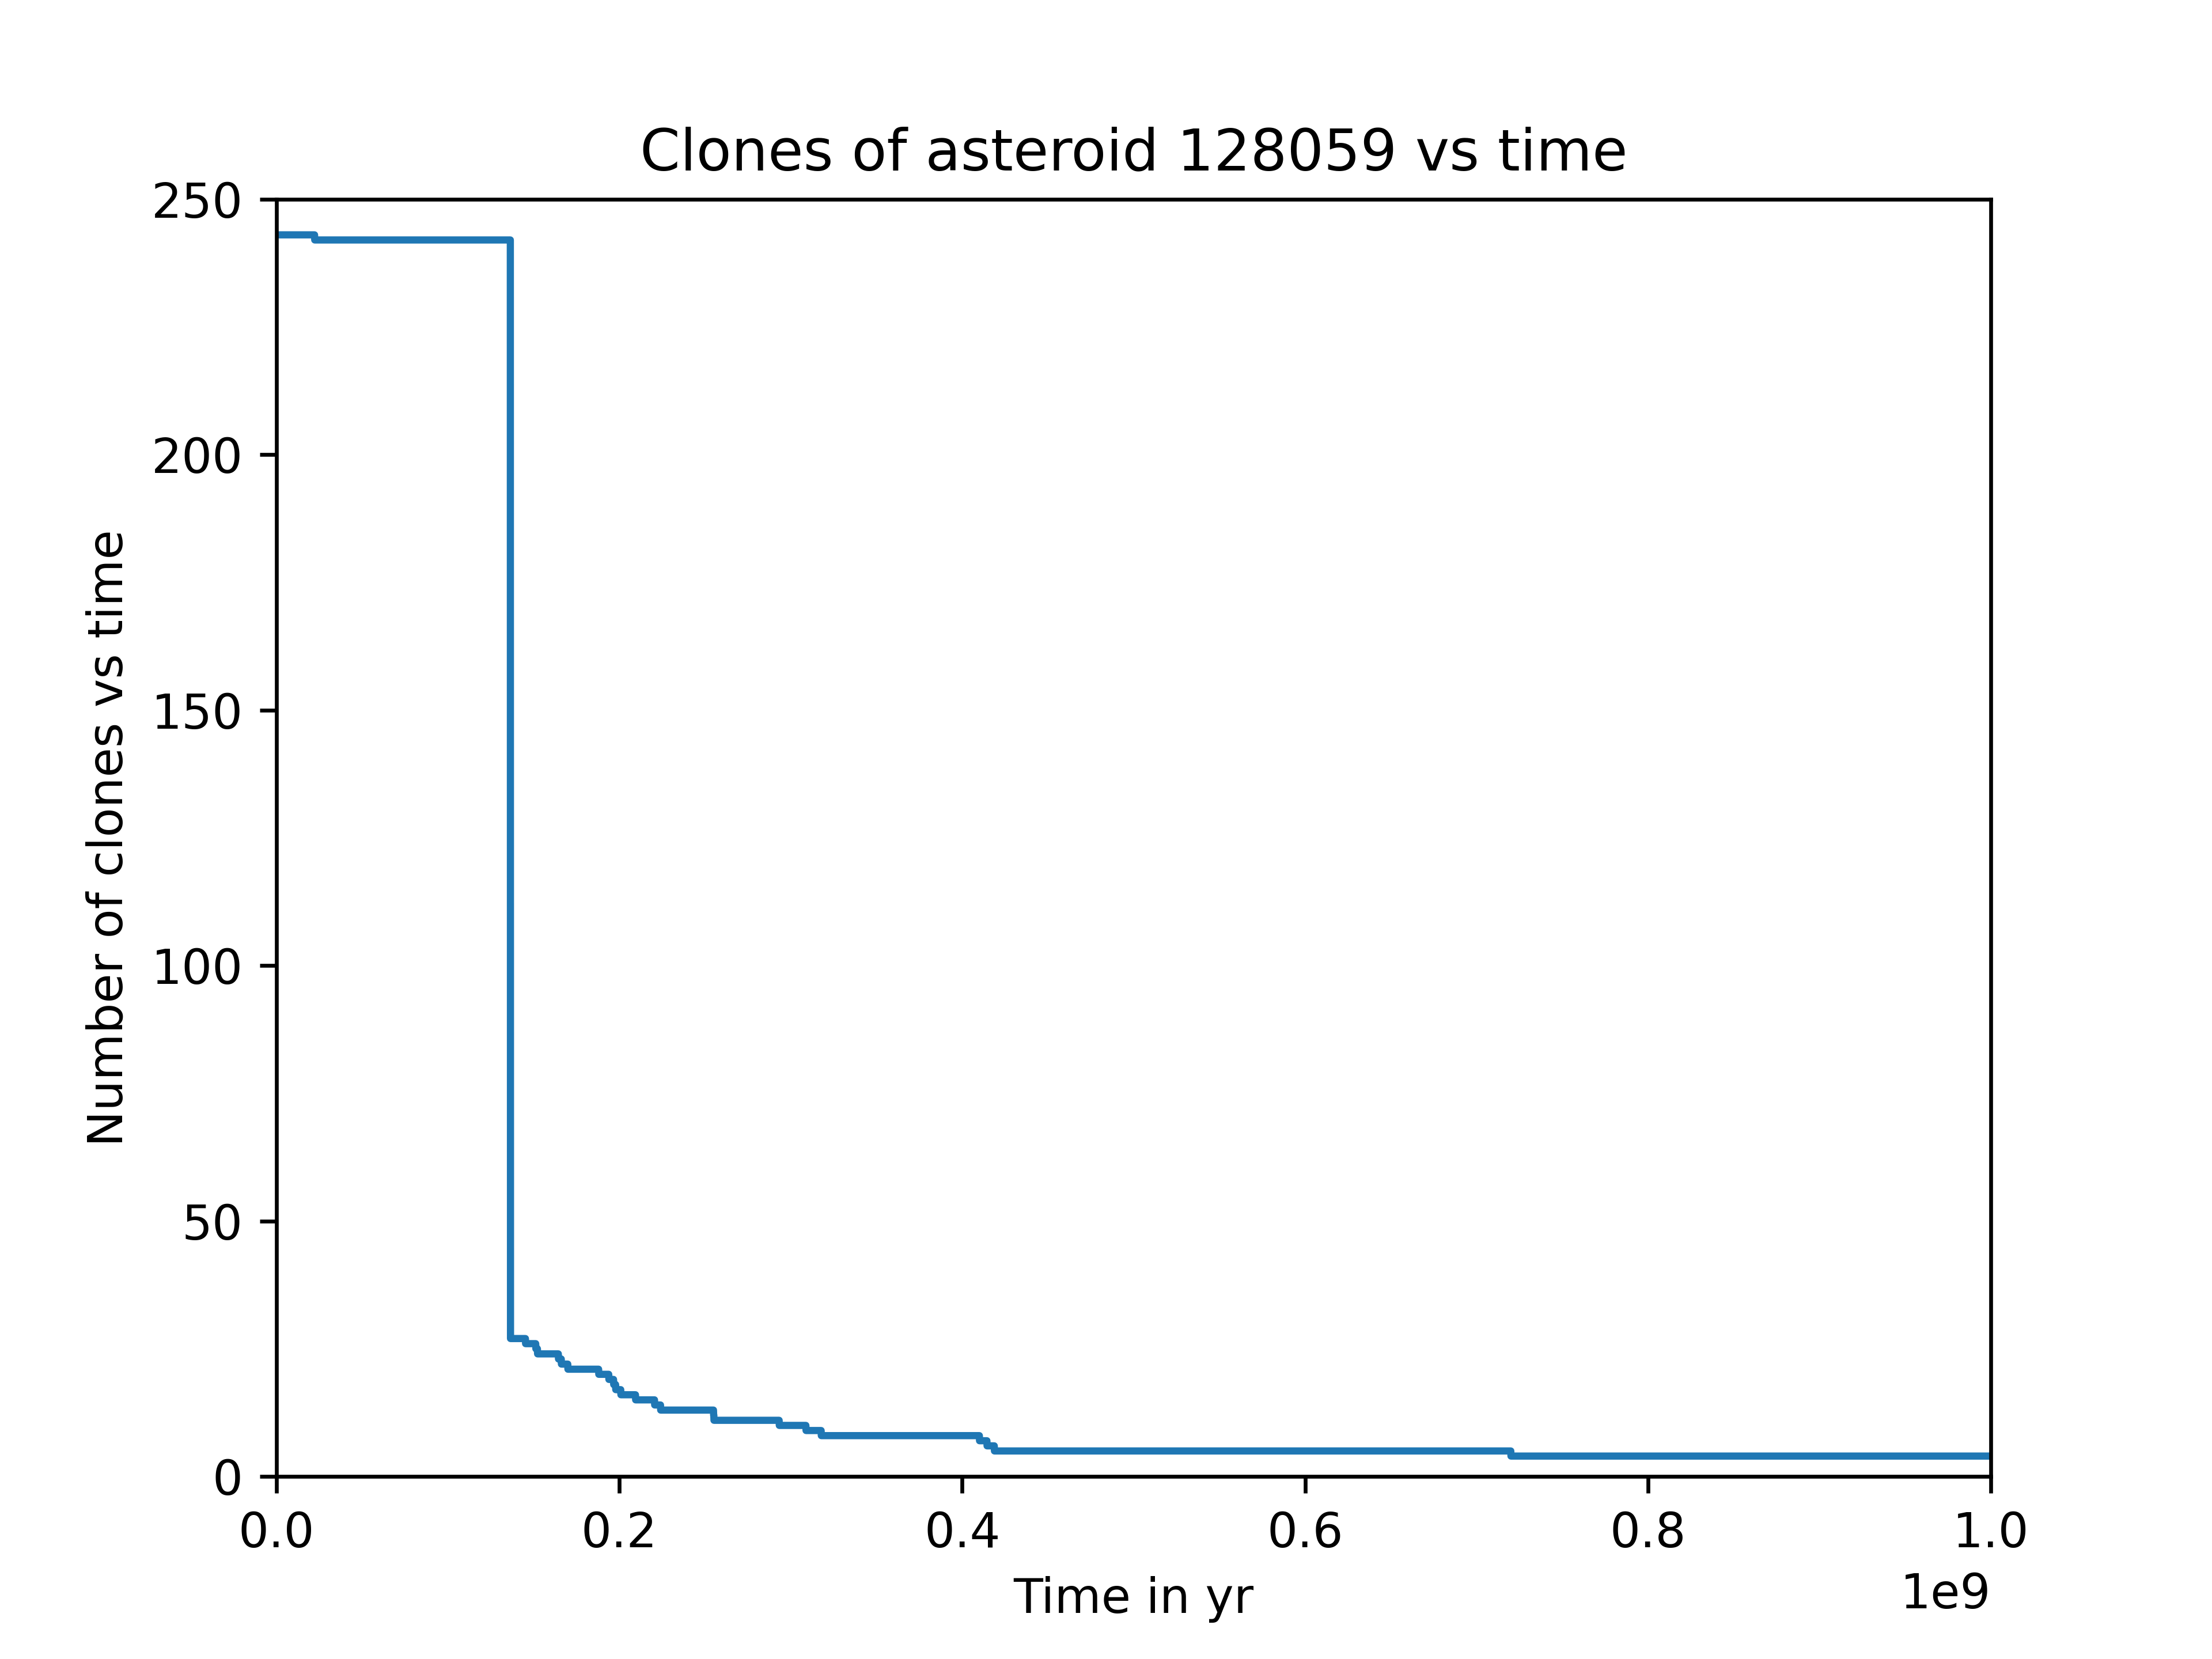 Clones of asteroid 128059 vs time
Number of clones vs time
250
200
150
100
50
0
0.0 0.2 0.4 0.6 0.8 1.0
1e9
Time in yr